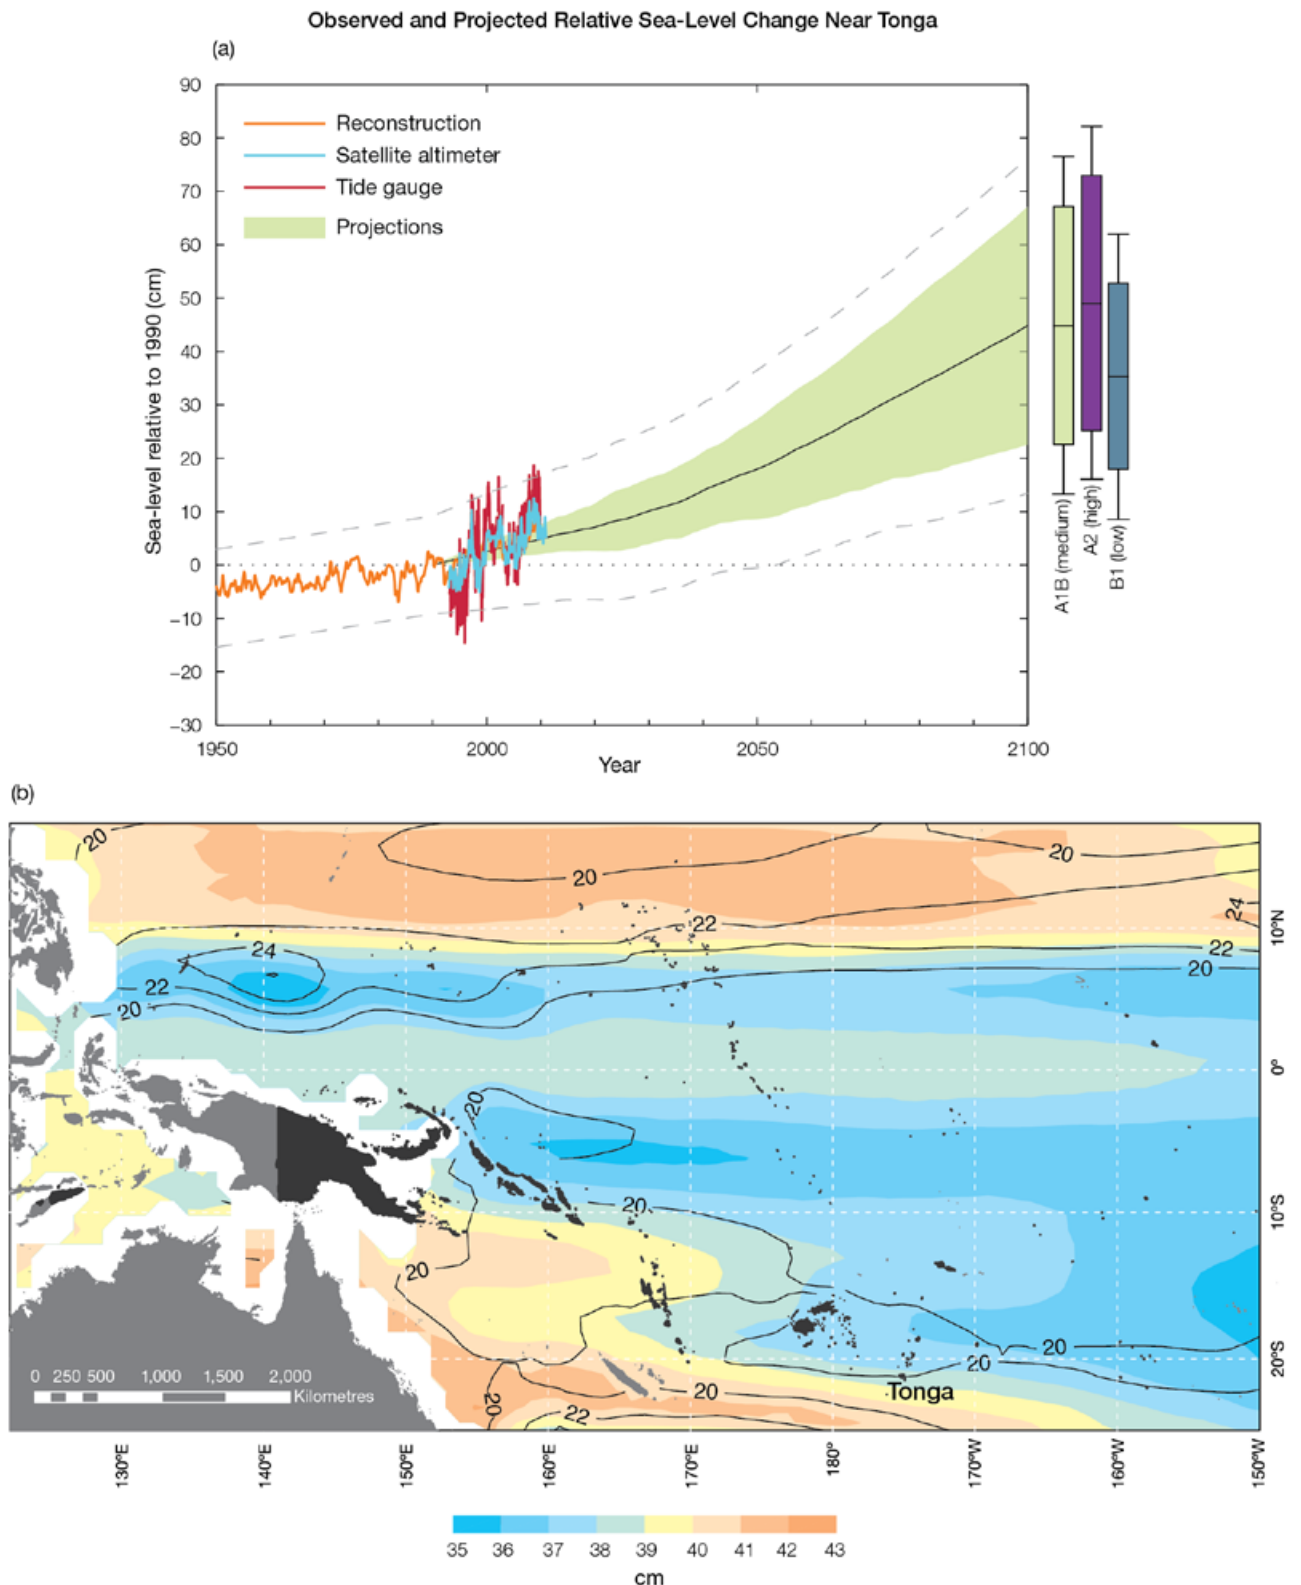 Observed and Projected Relative Sea-Level Change Near Tonga
(a)
90
80
70
60
50
40
30
20
10
0
−10
−20
−30
Sea-level relative to 1990 (cm)
Reconstruction
Satellite altimeter
Tide gauge
Projections
1950
2000
2050
2100
Year
A1B (medium)
A2 (high)
B1 (low)
(b)
20
20
20
22
24
24
22
22
20
20
10°N
0°
20
20
10°S
20
20
20
20°S
Tonga
20
20
22
0 250 500 1,000 1,500 2,000
Kilometres
130°E
140°E
150°E
160°E
170°E
180°
170°W
160°W
150°W
35 36 37 38 39 40 41 42 43
cm